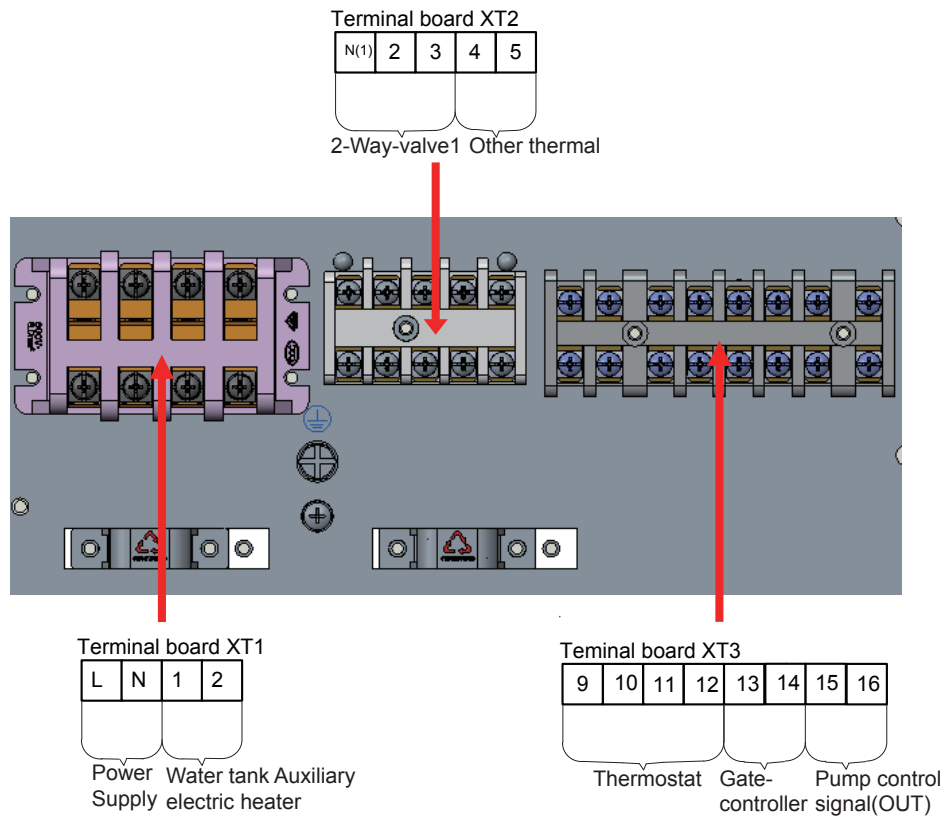 Terminal board XT2
N(1) 2 3 4 5
2-Way-valve1 Other thermal
Terminal board XT1
L N 1 2
Power Supply
Water tank Auxiliary electric heater
Teminal board XT3
9 10 11 12 13 14 15 16
Thermostat
Gate-
controller
Pump control
signal(OUT)